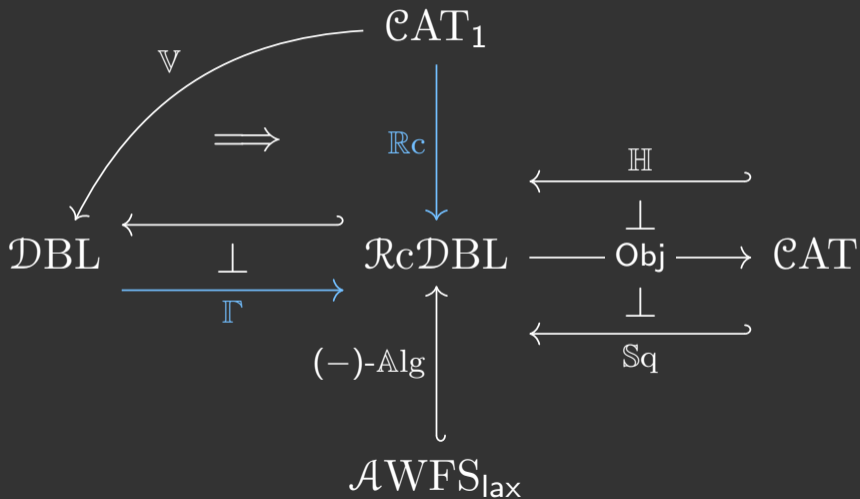 𝒞AT₁
𝕍
ℝc
⟹
ℍ
⊥
𝒟BL
⊥
ℛc𝒟BL
Obj
𝒞AT
𝚪
⊥
𝕊q
(−)-𝔸lg
𝒜WFS_lax